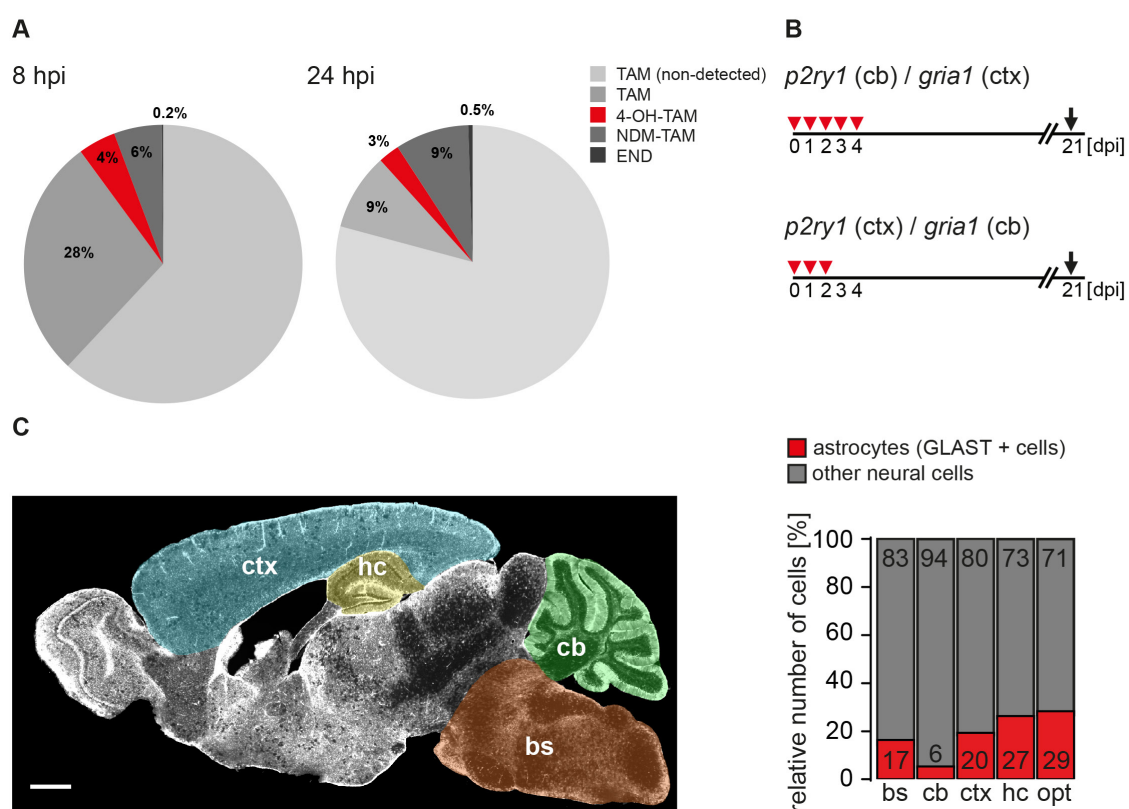 A
8 hpi
24 hpi
0.2%
4%
6%
28%
0.5%
3%
9%
9%
TAM (non-detected)
TAM
4-OH-TAM
NDM-TAM
END
B
p2ry1 (cb) / gria1 (ctx)
0 1 2 3 4 21 [dpi]
p2ry1 (ctx) / gria1 (cb)
0 1 2 3 4 21 [dpi]
C
ctx
hc
cb
bs
astrocytes (GLAST + cells)
other neural cells
relative number of cells [%]
100
80
60
40
20
0
83 94 80 73 71
17 6 20 27 29
bs cb ctx hc opt